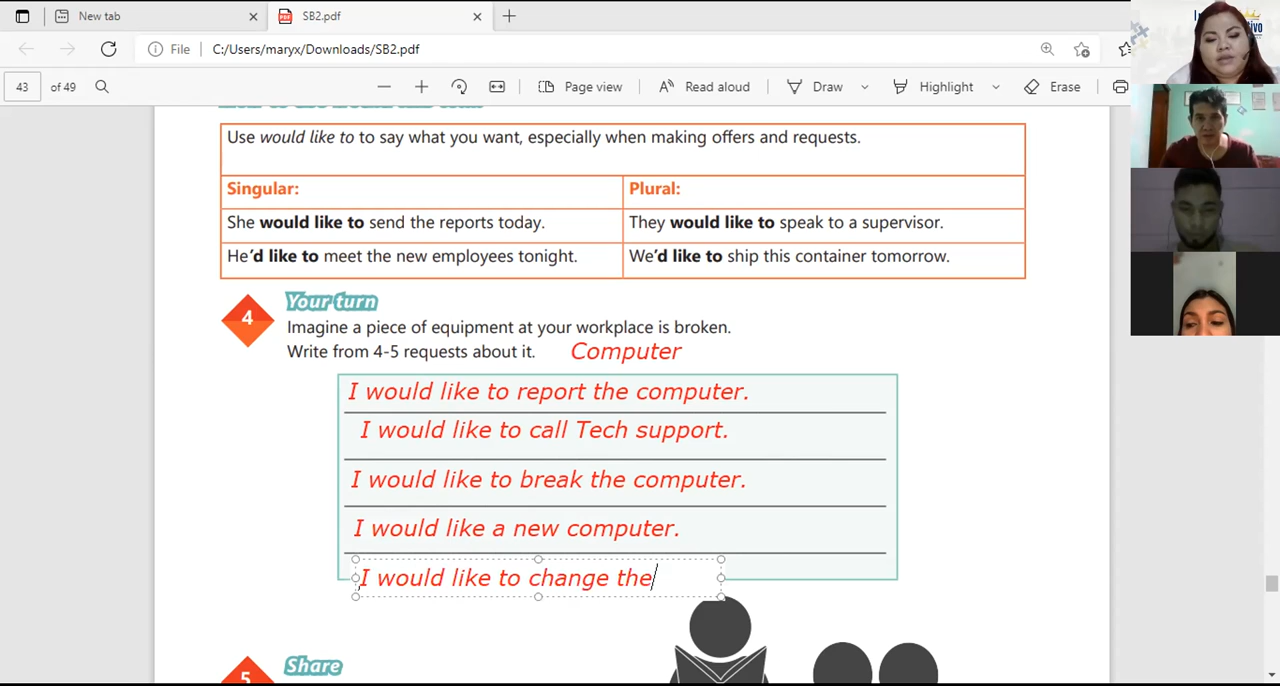 New tab
SB2.pdf
File C:/Users/maryx/Downloads/SB2.pdf
43 of 49 Page view Read aloud Draw Highlight Erase
Use would like to to say what you want, especially when making offers and requests.
Singular: Plural:
She would like to send the reports today. They would like to speak to a supervisor.
He'd like to meet the new employees tonight. We'd like to ship this container tomorrow.
4 Your turn
Imagine a piece of equipment at your workplace is broken.
Write from 4-5 requests about it. Computer
I would like to report the computer.
I would like to call Tech support.
I would like to break the computer.
I would like a new computer.
I would like to change the
5 Share